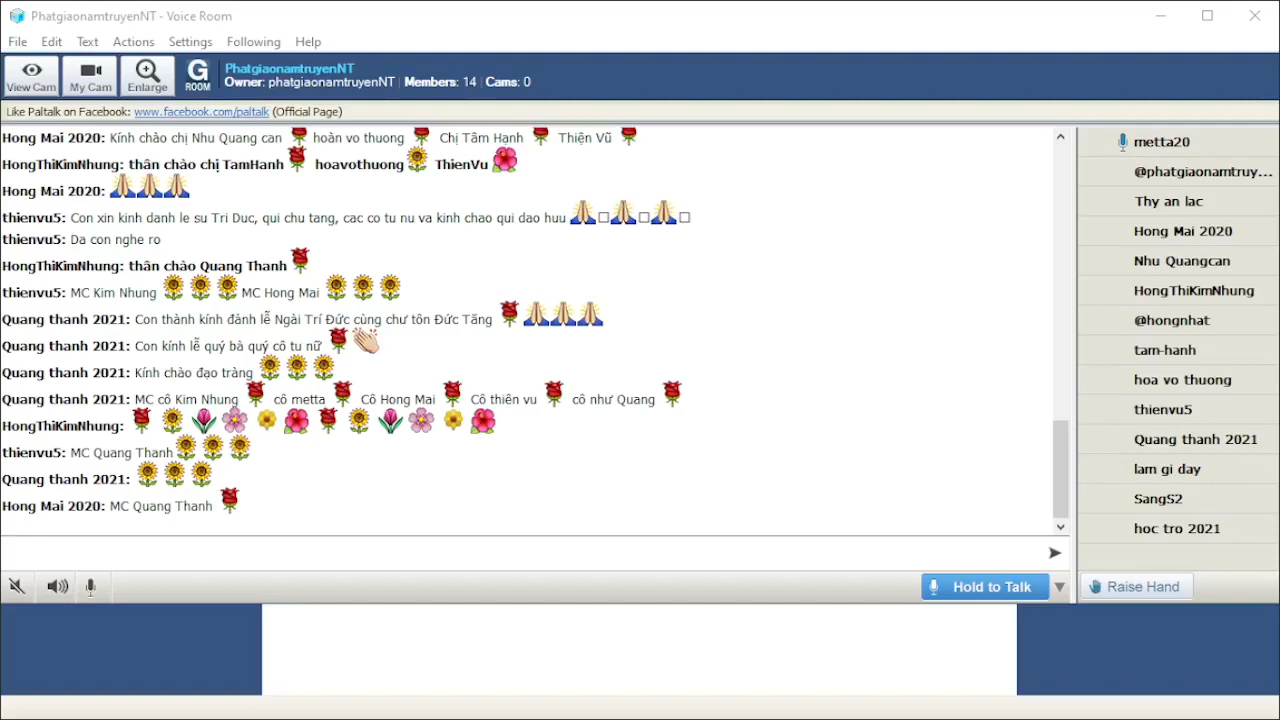 PhatgiaonamtruyenNT - Voice Room
File Edit Text Actions Settings Following Help
View Cam My Cam Enlarge G ROOM
PhatgiaonamtruyenNT
Owner: phatgiaonamtruyenNT | Members: 14 | Cams: 0
Like Paltalk on Facebook: www.facebook.com/paltalk (Official Page)
Hong Mai 2020: Kính chào chị Nhu Quang can 🌹 hoàn vo thuong 🌹 Chị Tâm Hạnh 🌹 Thiện Vũ 🌹
HongThiKimNhung: thân chào chị TamHanh 🌹 hoavothuong 🌻 ThienVu 🌺
Hong Mai 2020: 🙏🙏🙏
thienvu5: Con xin kinh danh le su Tri Duc, qui chu tang, cac co tu nu va kinh chao qui dao huu 🙏□🙏□🙏□
thienvu5: Da con nghe ro
HongThiKimNhung: thân chào Quang Thanh 🌹
thienvu5: MC Kim Nhung 🌻🌻🌻 MC Hong Mai 🌻🌻🌻
Quang thanh 2021: Con thành kính đảnh lễ Ngài Trí Đức cùng chư tôn Đức Tăng 🌹🙏🙏🙏
Quang thanh 2021: Con kính lễ quý bà quý cô tu nữ 🌹👏
Quang thanh 2021: Kính chào đạo tràng 🌻🌻🌻
Quang thanh 2021: MC cô Kim Nhung 🌹 cô metta 🌹 Cô Hong Mai 🌹 Cô thiên vu 🌹 cô như Quang 🌹
HongThiKimNhung: 🌹🌻🌷🌸🌼🌺🌹🌻🌷🌸🌼🌺
thienvu5: MC Quang Thanh 🌻🌻🌻
Quang thanh 2021: 🌻🌻🌻
Hong Mai 2020: MC Quang Thanh 🌹
metta20
@phatgiaonamtruy...
Thy an lac
Hong Mai 2020
Nhu Quangcan
HongThiKimNhung
@hongnhat
tam-hanh
hoa vo thuong
thienvu5
Quang thanh 2021
lam gi day
SangS2
hoc tro 2021
Hold to Talk
Raise Hand